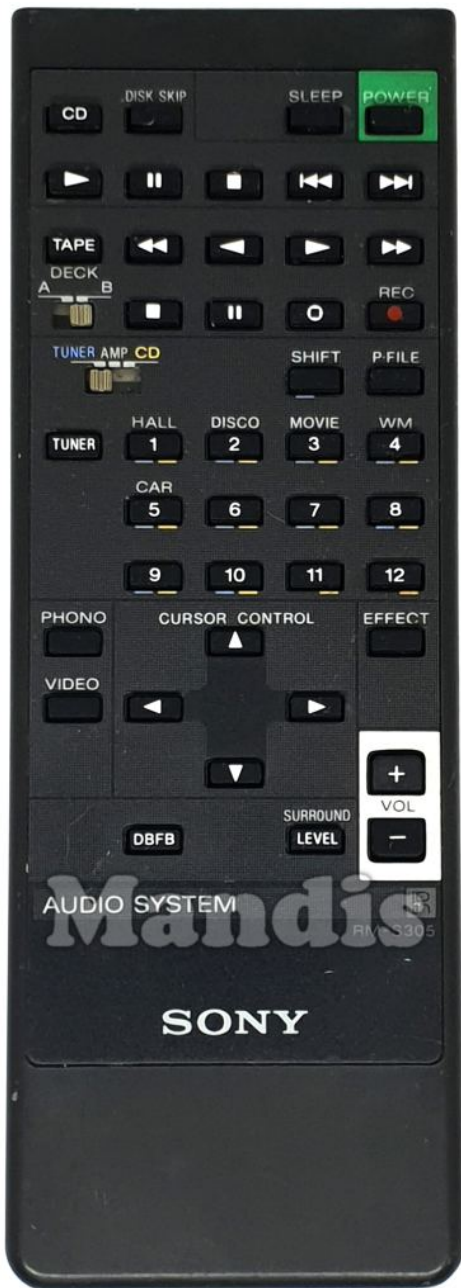 DISK SKIP SLEEP POWER
CD
TAPE
DECK
A B REC
TUNER AMP CD SHIFT P·FILE
HALL DISCO MOVIE WM
TUNER 1 2 3 4
CAR
5 6 7 8
9 10 11 12
PHONO CURSOR CONTROL EFFECT
VIDEO
+
VOL
SURROUND
DBFB LEVEL −
AUDIO SYSTEM
Mandis
RM-S305
SONY